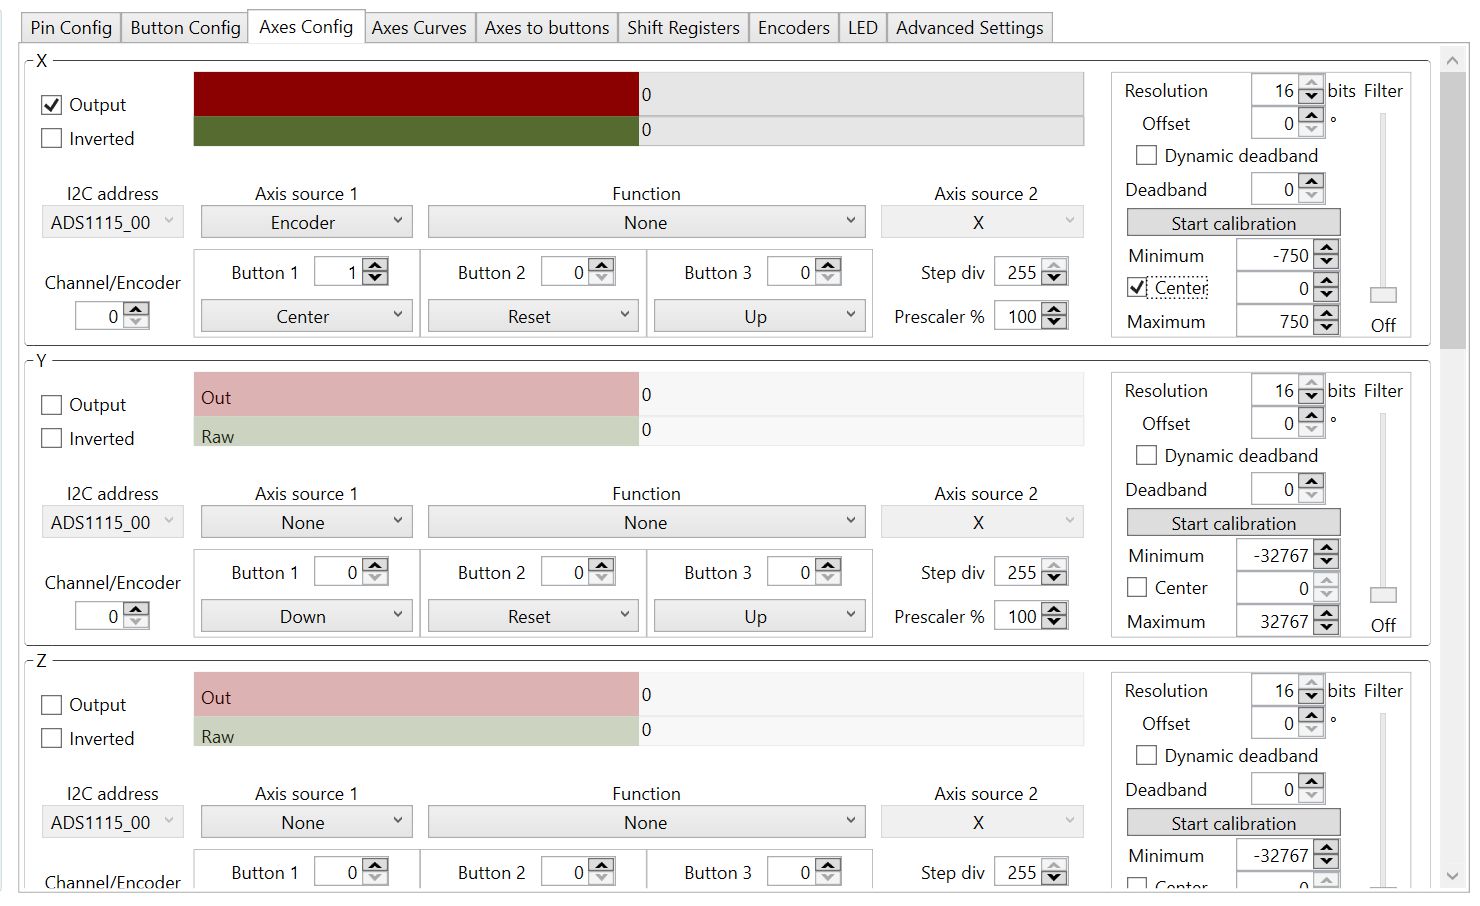 Pin Config Button Config Axes Config Axes Curves Axes to buttons Shift Registers Encoders LED Advanced Settings
X
Output 0 Resolution 16 bits Filter
Inverted 0 Offset 0 °
Dynamic deadband
I2C address Axis source 1 Function Axis source 2 Deadband 0
ADS1115_00 Encoder None X Start calibration
Channel/Encoder Button 1 1 Button 2 0 Button 3 0 Step div 255 Minimum -750
Center 0
0 Center Reset Up Prescaler % 100 Maximum 750 Off
Y
Output Out 0 Resolution 16 bits Filter
Inverted Raw 0 Offset 0 °
Dynamic deadband
I2C address Axis source 1 Function Axis source 2 Deadband 0
ADS1115_00 None None X Start calibration
Channel/Encoder Button 1 0 Button 2 0 Button 3 0 Step div 255 Minimum -32767
Center 0
0 Down Reset Up Prescaler % 100 Maximum 32767 Off
Z
Output Out 0 Resolution 16 bits Filter
Inverted Raw 0 Offset 0 °
Dynamic deadband
I2C address Axis source 1 Function Axis source 2 Deadband 0
ADS1115_00 None None X Start calibration
Channel/Encoder Button 1 0 Button 2 0 Button 3 0 Step div 255 Minimum -32767
Center 0